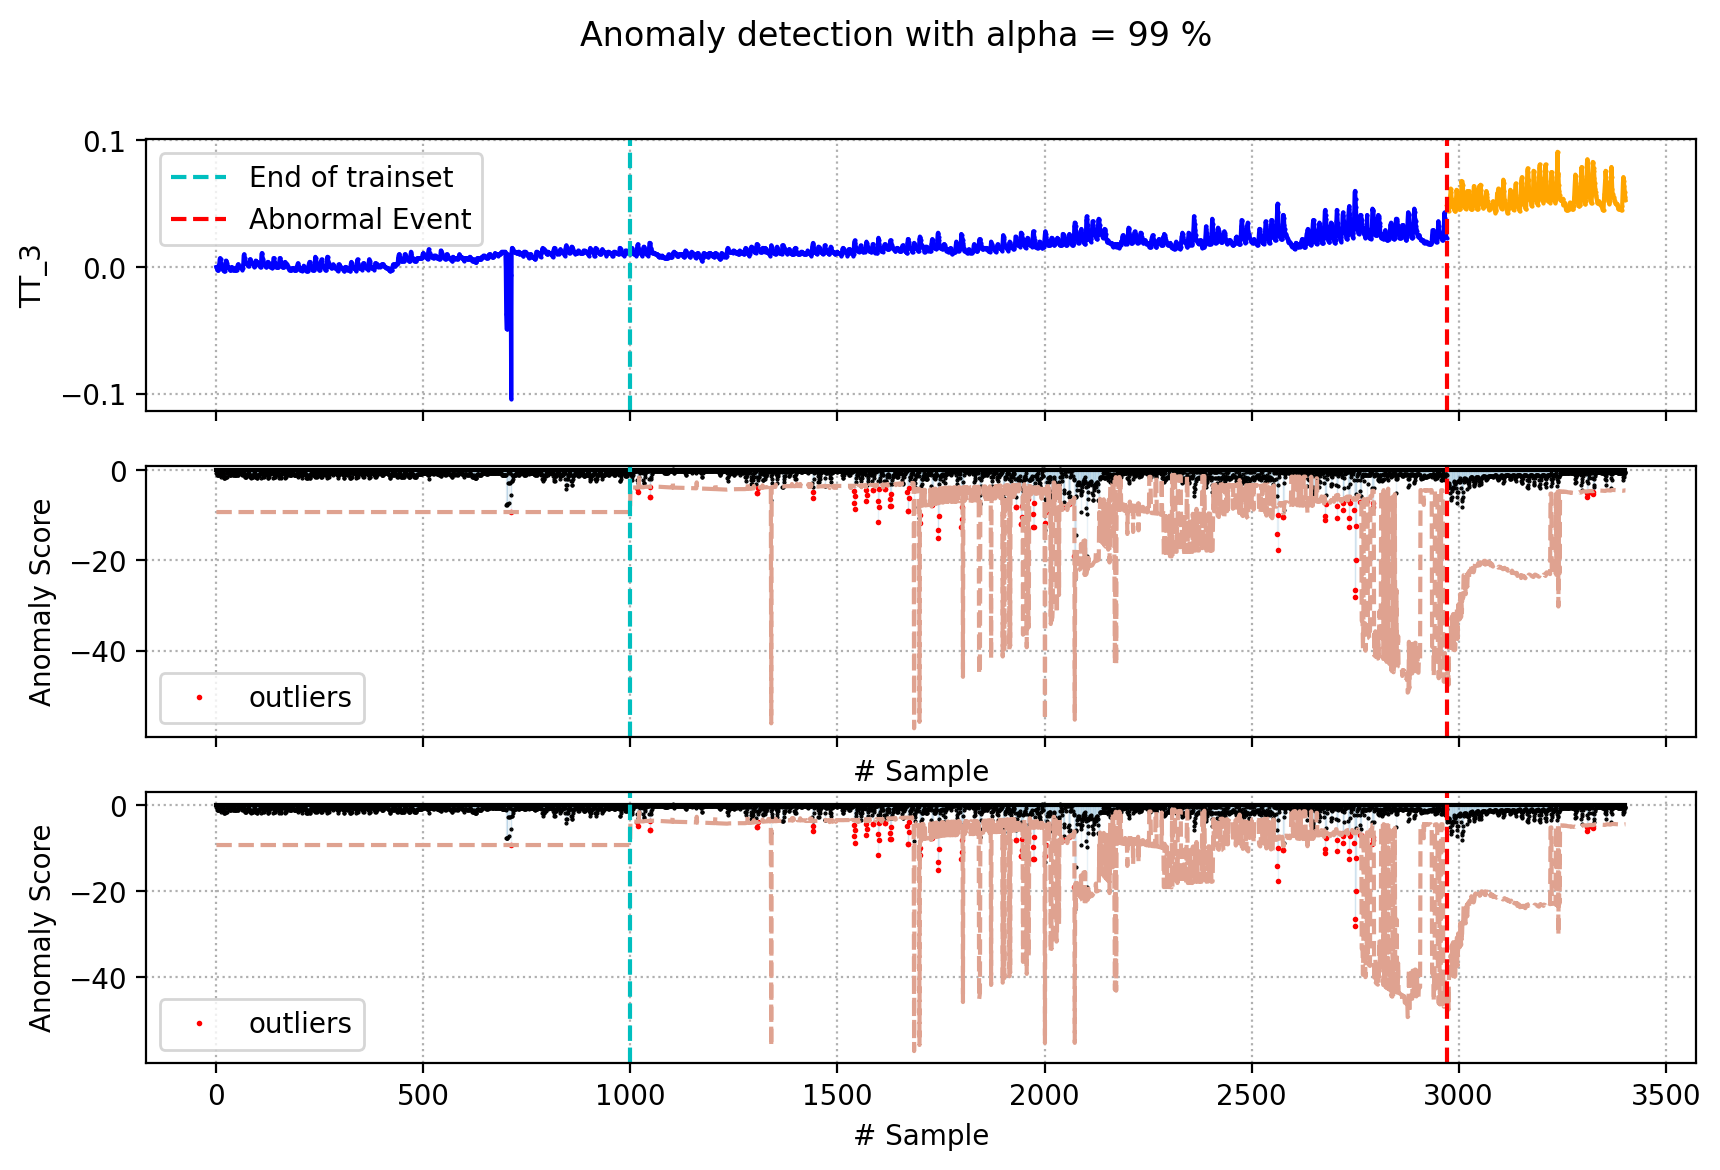 Anomaly detection with alpha = 99 %
0.1
0.0
−0.1
TT_3
End of trainset
Abnormal Event
0
−20
−40
Anomaly Score
outliers
# Sample
0
−20
−40
Anomaly Score
outliers
0 500 1000 1500 2000 2500 3000 3500
# Sample